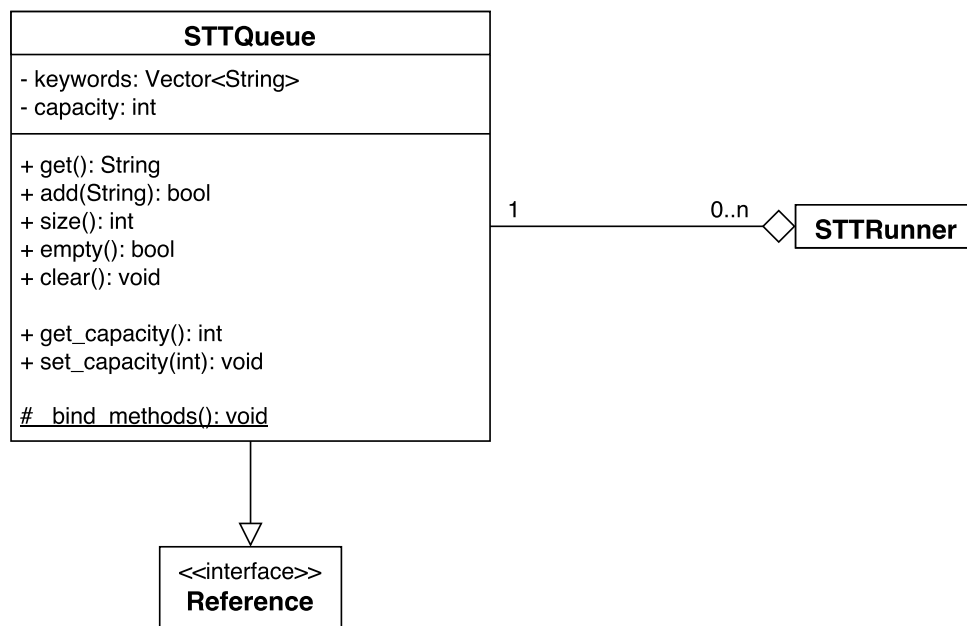 STTQueue
- keywords: Vector<String>
- capacity: int
+ get(): String
+ add(String): bool
+ size(): int
+ empty(): bool
+ clear(): void
+ get_capacity(): int
+ set_capacity(int): void
# _bind_methods(): void
1
0..n
STTRunner
<<interface>>
Reference